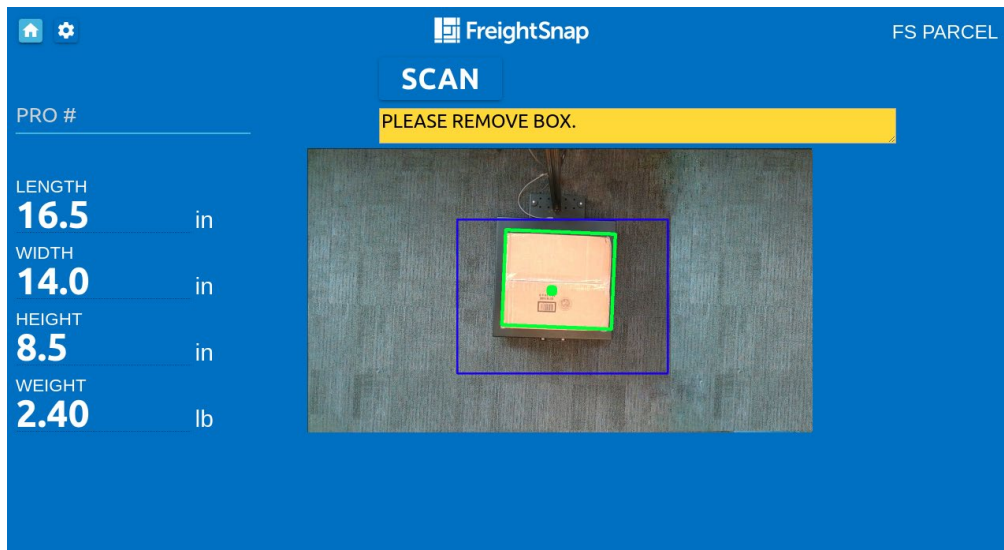 FreightSnap
FS PARCEL
SCAN
PRO #
PLEASE REMOVE BOX.
LENGTH
16.5 in
WIDTH
14.0 in
HEIGHT
8.5 in
WEIGHT
2.40 lb